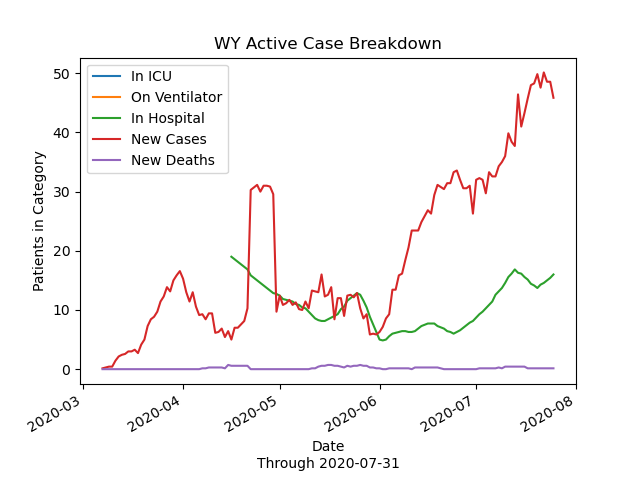 WY Active Case Breakdown
In ICU
On Ventilator
In Hospital
New Cases
New Deaths
Patients in Category
50
40
30
20
10
0
2020-03
2020-04
2020-05
2020-06
2020-07
2020-08
Date
Through 2020-07-31